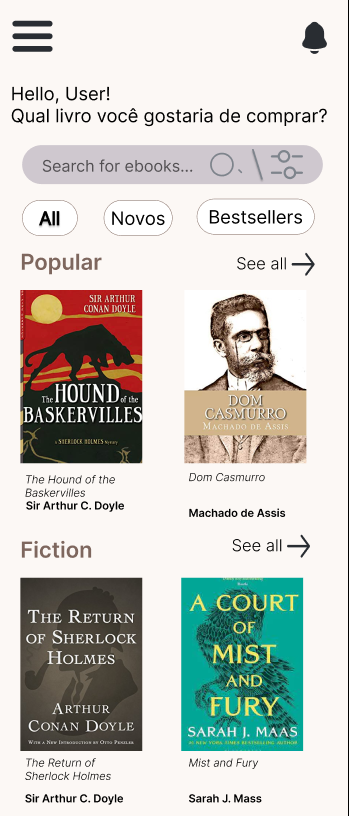 Hello, User!
Qual livro você gostaria de comprar?
Search for ebooks...
All
Novos
Bestsellers
Popular
See all
SIR ARTHUR
CONAN DOYLE
The HOUND of the
BASKERVILLES
A SHERLOCK HOLMES Mystery
DOM
CASMURRO
MACHADO DE ASSIS
The Hound of the
Baskervilles
Sir Arthur C. Doyle
Dom Casmurro
Machado de Assis
Fiction
See all
THE RETURN
OF SHERLOCK
HOLMES
ARTHUR
CONAN DOYLE
WITH A NEW INTRODUCTION BY OTTO PENZLER
A COURT
OF
MIST
AND
FURY
SARAH J. MAAS
#1 NEW YORK TIMES BESTSELLING AUTHOR
The Return of
Sherlock Holmes
Sir Arthur C. Doyle
Mist and Fury
Sarah J. Mass